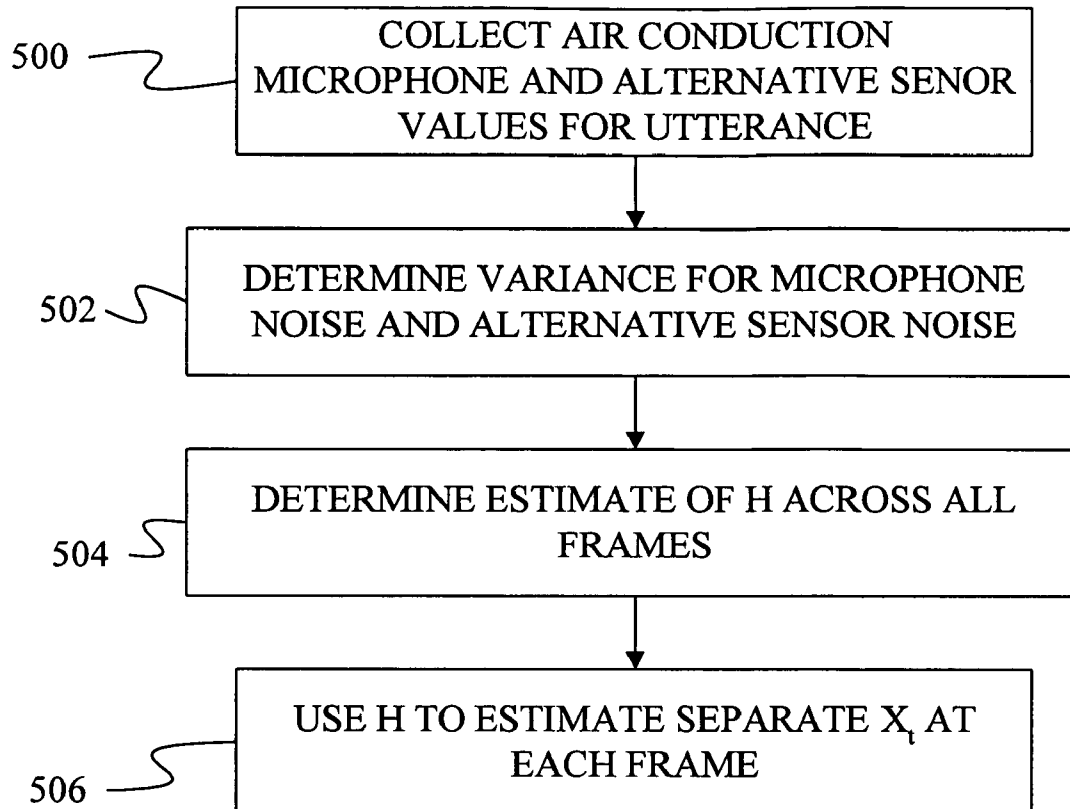 500
COLLECT AIR CONDUCTION
MICROPHONE AND ALTERNATIVE SENOR
VALUES FOR UTTERANCE
502
DETERMINE VARIANCE FOR MICROPHONE
NOISE AND ALTERNATIVE SENSOR NOISE
504
DETERMINE ESTIMATE OF H ACROSS ALL
FRAMES
506
USE H TO ESTIMATE SEPARATE Xt AT
EACH FRAME